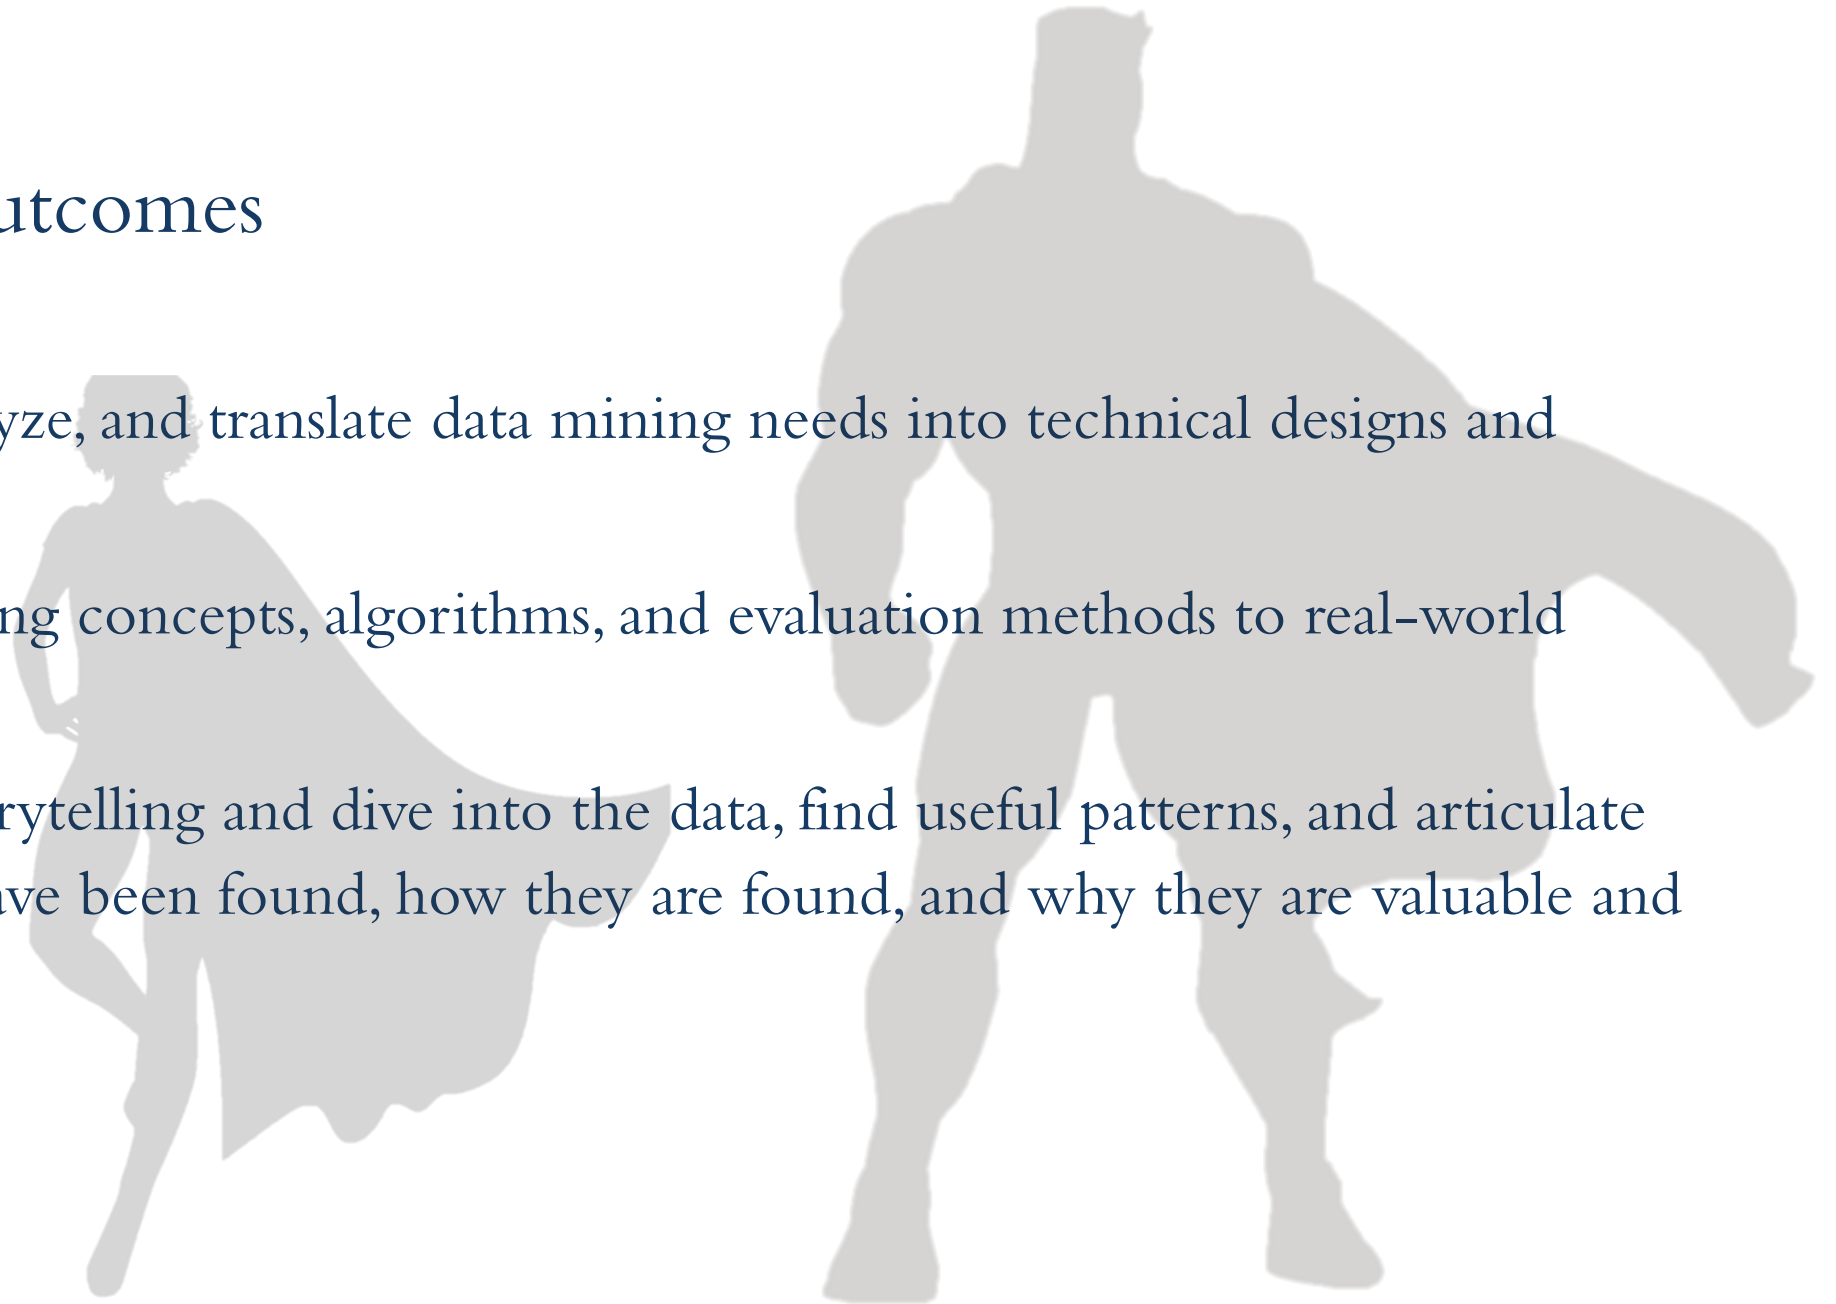 utcomes
yze, and translate data mining needs into technical designs and
ng concepts, algorithms, and evaluation methods to real-world
rytelling and dive into the data, find useful patterns, and articulate
ave been found, how they are found, and why they are valuable and